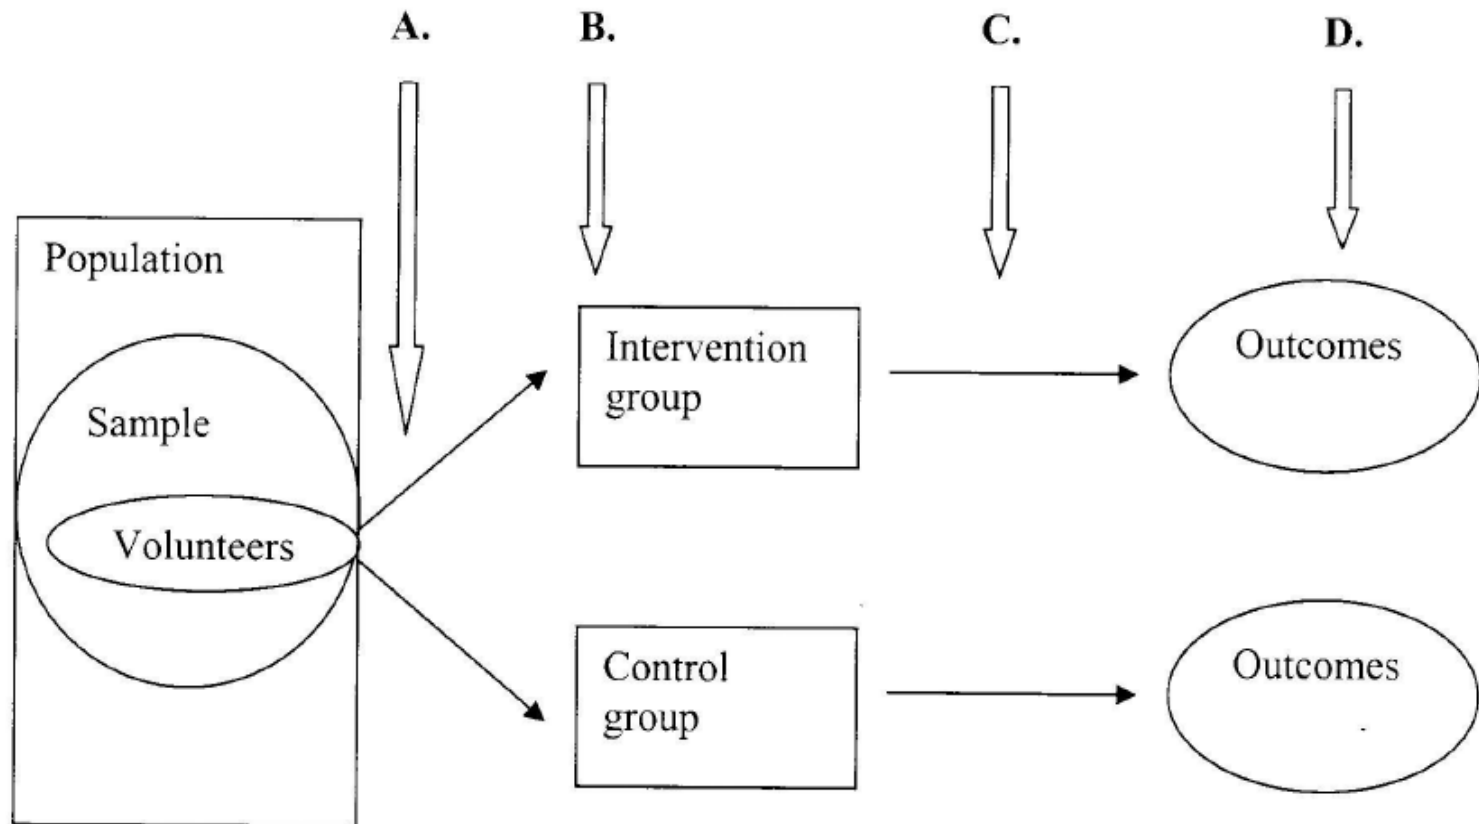 A. B. C. D.
Population
Sample
Volunteers
Intervention
group
Outcomes
Control
group
Outcomes